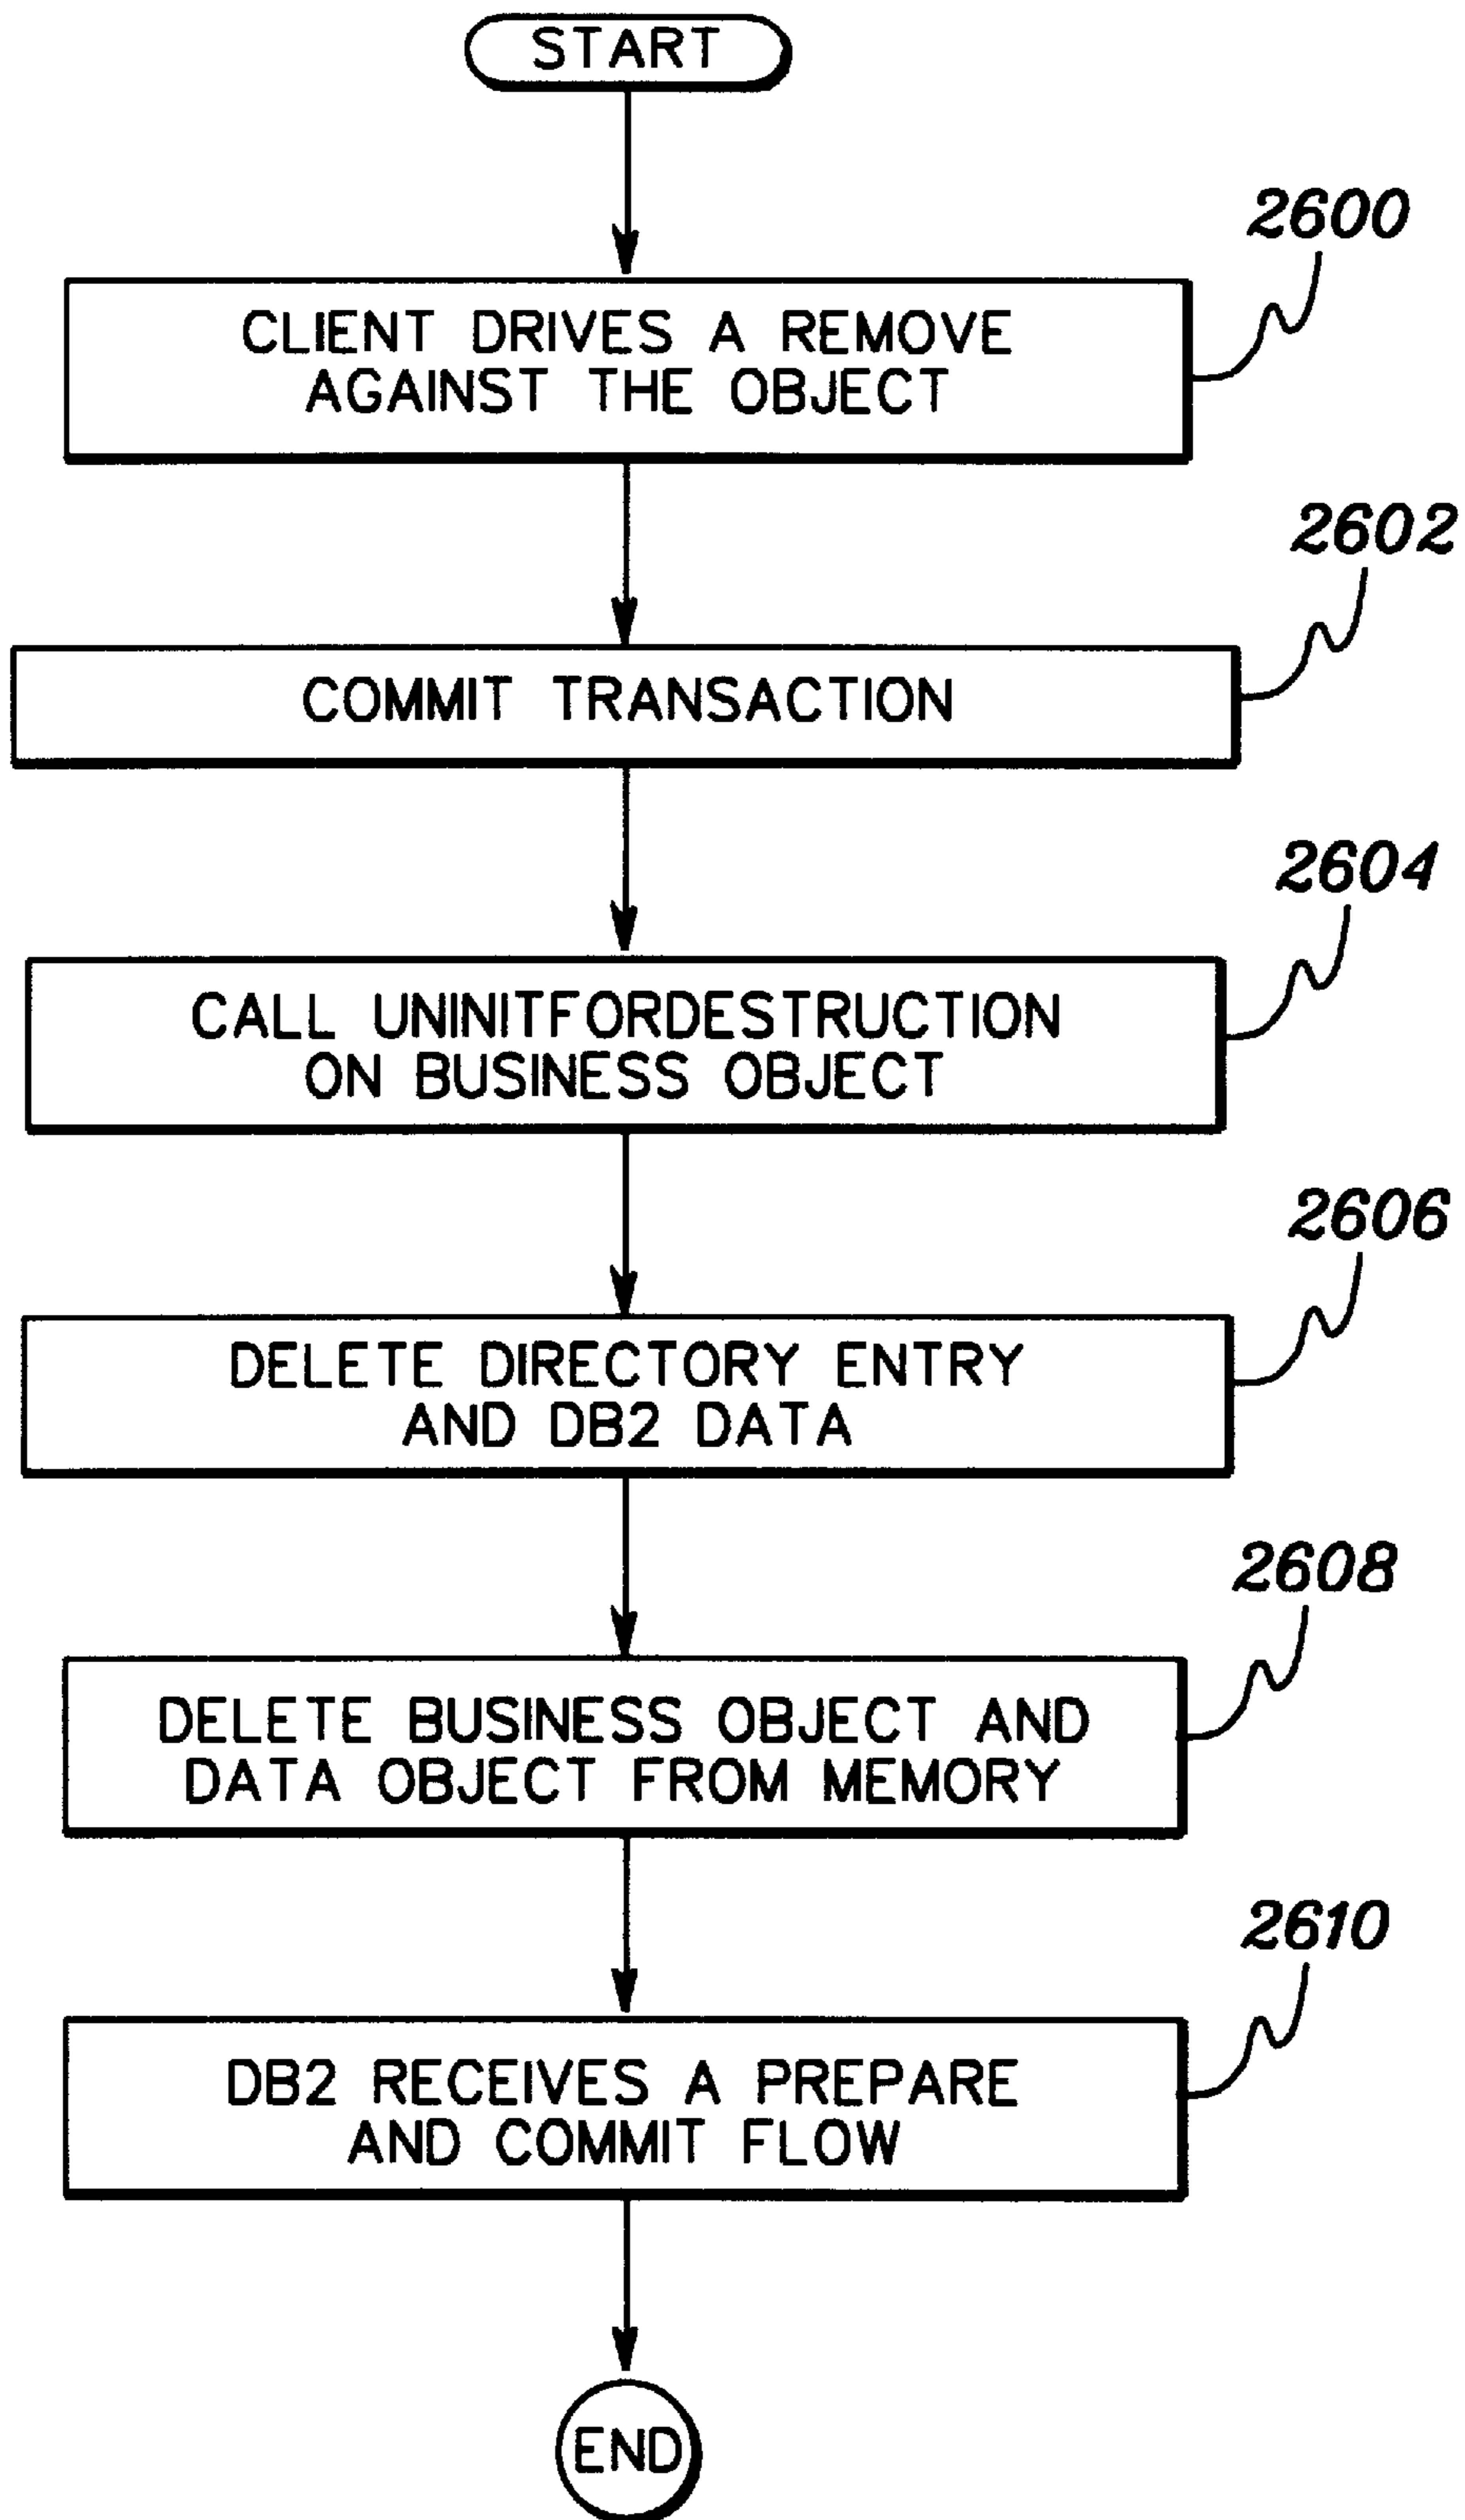 START
2600
CLIENT DRIVES A REMOVE
AGAINST THE OBJECT
2602
COMMIT TRANSACTION
2604
CALL UNINITFORDESTRUCTION
ON BUSINESS OBJECT
2606
DELETE DIRECTORY ENTRY
AND DB2 DATA
2608
DELETE BUSINESS OBJECT AND
DATA OBJECT FROM MEMORY
2610
DB2 RECEIVES A PREPARE
AND COMMIT FLOW
END